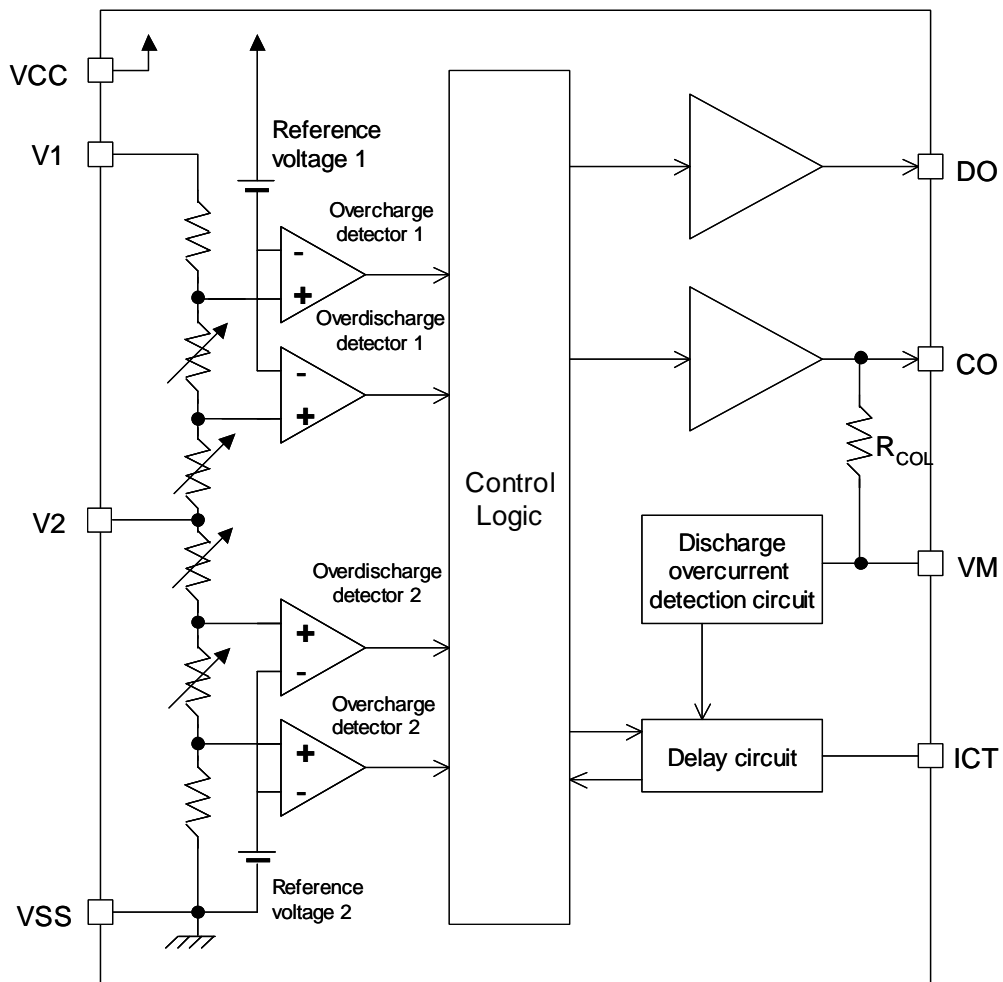 VCC
V1
Reference
voltage 1
DO
Overcharge
detector 1
-
+
Overdischarge
detector 1
-
+
CO
RCOL
Control
Logic
V2
Discharge
overcurrent
detection circuit
VM
Overdischarge
detector 2
+
-
Overcharge
detector 2
+
-
Delay circuit
ICT
Reference
voltage 2
VSS